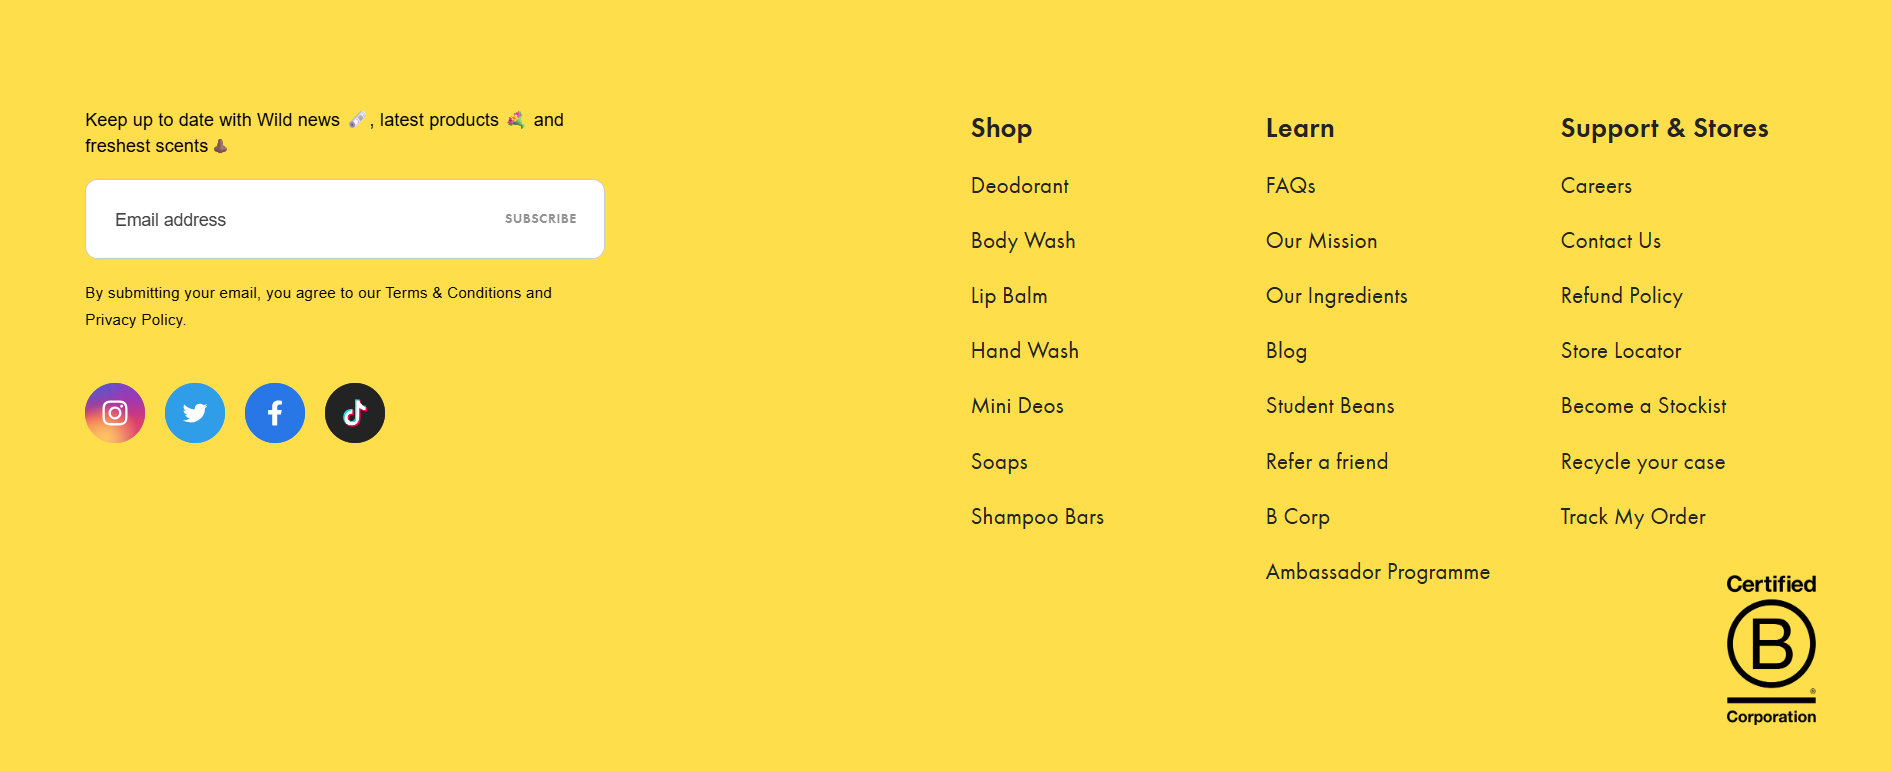 Keep up to date with Wild news 🩹, latest products 💐 and
freshest scents👃🏾
Email address
SUBSCRIBE
By submitting your email, you agree to our Terms & Conditions and
Privacy Policy.
Shop
Deodorant
Body Wash
Lip Balm
Hand Wash
Mini Deos
Soaps
Shampoo Bars
Learn
FAQs
Our Mission
Our Ingredients
Blog
Student Beans
Refer a friend
B Corp
Ambassador Programme
Support & Stores
Careers
Contact Us
Refund Policy
Store Locator
Become a Stockist
Recycle your case
Track My Order
Certified
B
®
Corporation